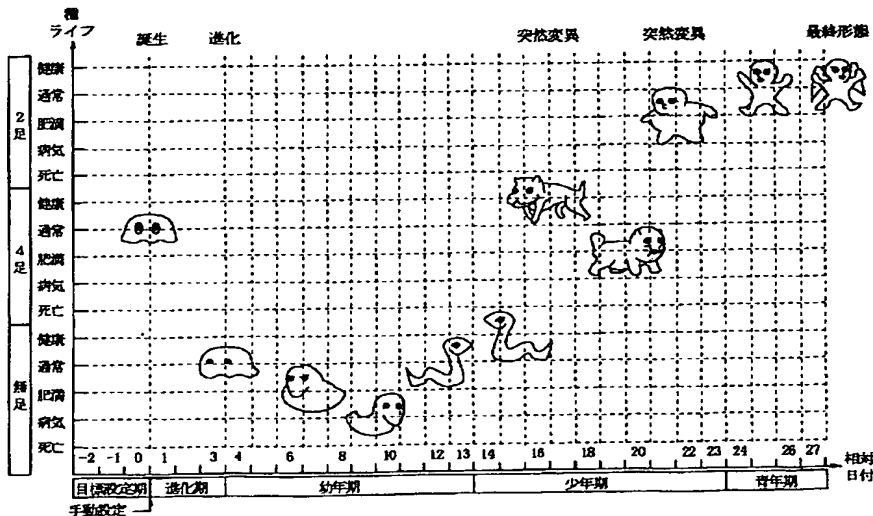 種
ライフ
誕生 進化 突然変異 突然変異 最終形態
2足
健康
通常
肥満
病気
死亡
4足
健康
通常
肥満
病気
死亡
無足
健康
通常
肥満
病気
死亡
-2 -1 0 1 3 4 6 8 10 12 13 14 16 18 20 22 23 24 26 27
相対
日付
目標設定期 進化期 幼年期 少年期 青年期
手動設定